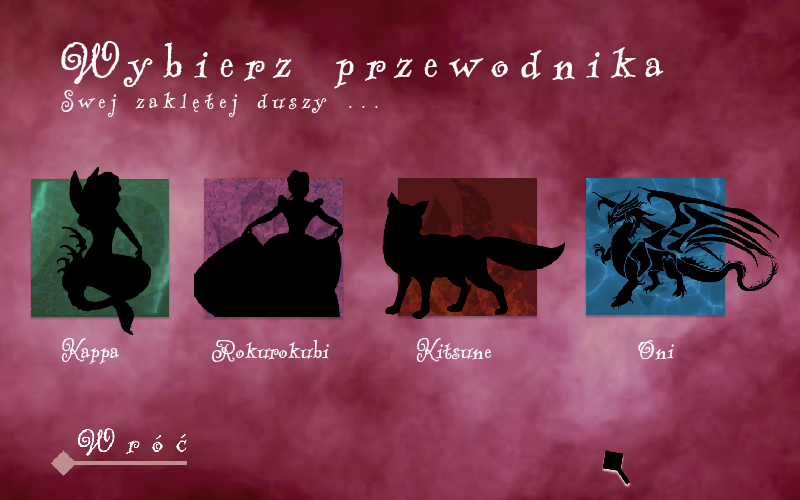 Wybierz przewodnika
Swej zaklętej duszy ...
Kappa Rokurokubi Kitsune Oni
Wróć